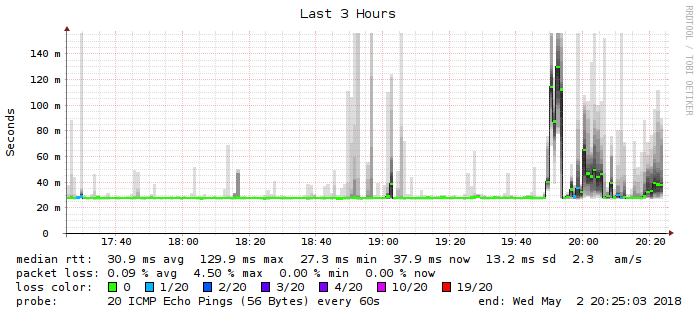 Last 3 Hours
RRDTOOL / TOBI OETIKER
Seconds
140 m
120 m
100 m
80 m
60 m
40 m
20 m
0
17:40 18:00 18:20 18:40 19:00 19:20 19:40 20:00 20:20
median rtt: 30.9 ms avg 129.9 ms max 27.3 ms min 37.9 ms now 13.2 ms sd 2.3 am/s
packet loss: 0.09 % avg 4.50 % max 0.00 % min 0.00 % now
loss color: 0 1/20 2/20 3/20 4/20 10/20 19/20
probe: 20 ICMP Echo Pings (56 Bytes) every 60s end: Wed May 2 20:25:03 2018